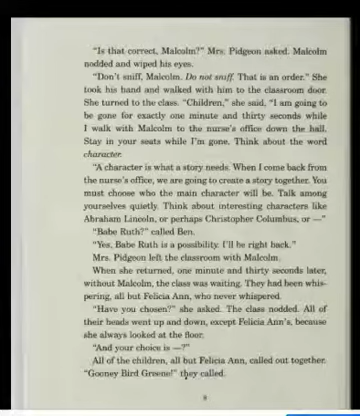 "Is that correct, Malcolm?" Mrs. Pidgeon asked. Malcolm
nodded and wiped his eyes.
"Don't sniff, Malcolm. Do not sniff. That is an order." She
took his hand and walked with him to the classroom door.
She turned to the class. "Children," she said, "I am going to
be gone for exactly one minute and thirty seconds while
I walk with Malcolm to the nurse's office down the hall.
Stay in your seats while I'm gone. Think about the word
character.
"A character is what a story needs. When I come back from
the nurse's office, we are going to create a story together. You
must choose who the main character will be. Talk among
yourselves quietly. Think about interesting characters like
Abraham Lincoln, or perhaps Christopher Columbus, or —"
"Babe Ruth?" called Ben.
"Yes, Babe Ruth is a possibility. I'll be right back."
Mrs. Pidgeon left the classroom with Malcolm.
When she returned, one minute and thirty seconds later,
without Malcolm, the class was waiting. They had been whis-
pering, all but Felicia Ann, who never whispered.
"Have you chosen?" she asked. The class nodded. All of
their heads went up and down, except Felicia Ann's, because
she always looked at the floor.
"And your choice is —?"
All of the children, all but Felicia Ann, called out together.
"Gooney Bird Greene!" they called.